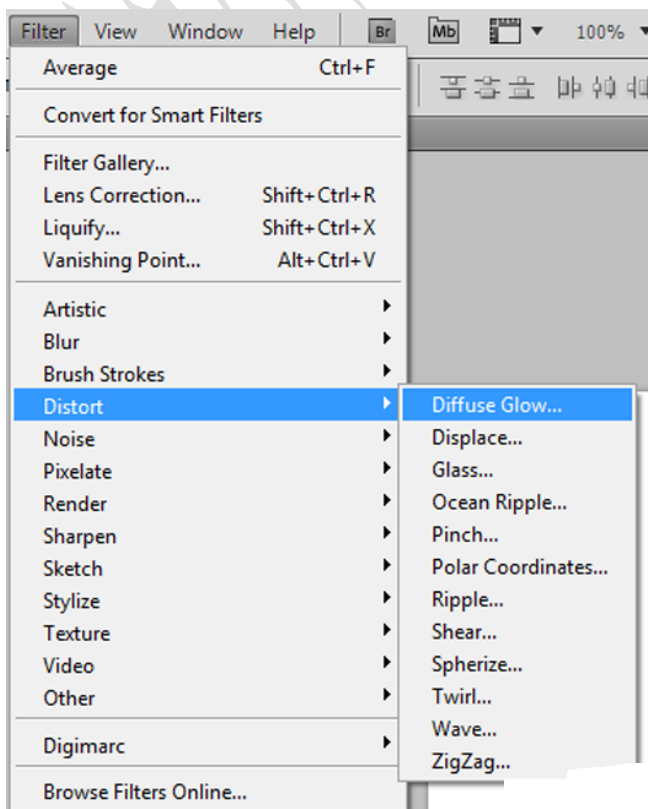 Filter View Window Help Br Mb 100%
Average Ctrl+F
Convert for Smart Filters
Filter Gallery...
Lens Correction... Shift+Ctrl+R
Liquify... Shift+Ctrl+X
Vanishing Point... Alt+Ctrl+V
Artistic
Blur
Brush Strokes
Distort
Noise
Pixelate
Render
Sharpen
Sketch
Stylize
Texture
Video
Other
Digimarc
Browse Filters Online...
Diffuse Glow...
Displace...
Glass...
Ocean Ripple...
Pinch...
Polar Coordinates...
Ripple...
Shear...
Spherize...
Twirl...
Wave...
ZigZag...